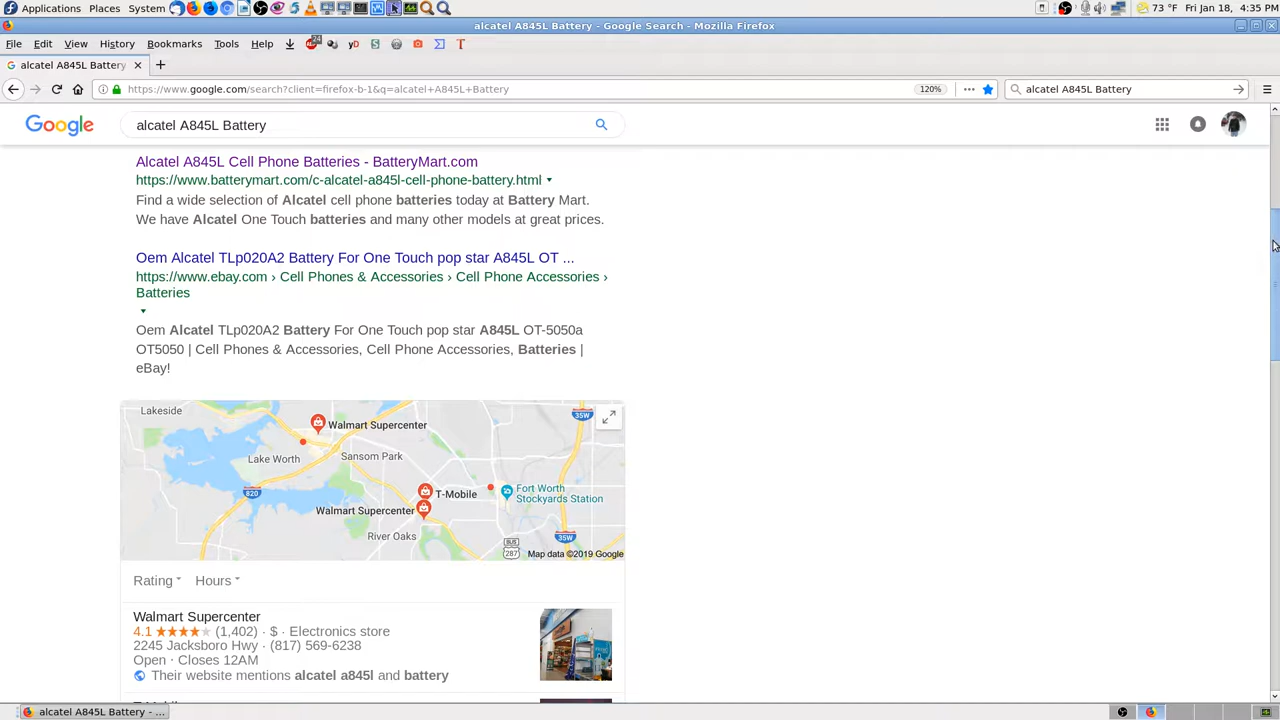 Applications Places System 73 °F Fri Jan 18, 4:35 PM
alcatel A845L Battery - Google Search - Mozilla Firefox
File Edit View History Bookmarks Tools Help 24 yD S Σ T
G alcatel A845L Battery × +
https://www.google.com/search?client=firefox-b-1&q=alcatel+A845L+Battery 120% alcatel A845L Battery
Google alcatel A845L Battery
Alcatel A845L Cell Phone Batteries - BatteryMart.com
https://www.batterymart.com/c-alcatel-a845l-cell-phone-battery.html
Find a wide selection of Alcatel cell phone batteries today at Battery Mart.
We have Alcatel One Touch batteries and many other models at great prices.
Oem Alcatel TLp020A2 Battery For One Touch pop star A845L OT ...
https://www.ebay.com › Cell Phones & Accessories › Cell Phone Accessories ›
Batteries
Oem Alcatel TLp020A2 Battery For One Touch pop star A845L OT-5050a
OT5050 | Cell Phones & Accessories, Cell Phone Accessories, Batteries |
eBay!
Lakeside
35W
Walmart Supercenter
Lake Worth
Sansom Park
820
T-Mobile
Fort Worth
Stockyards Station
Walmart Supercenter
River Oaks
35W
BUS
287
Map data ©2019 Google
Rating Hours
Walmart Supercenter
4.1 ★★★★★ (1,402) · $ · Electronics store
2245 Jacksboro Hwy · (817) 569-6238
Open · Closes 12AM
Their website mentions alcatel a845l and battery
alcatel A845L Battery - ...